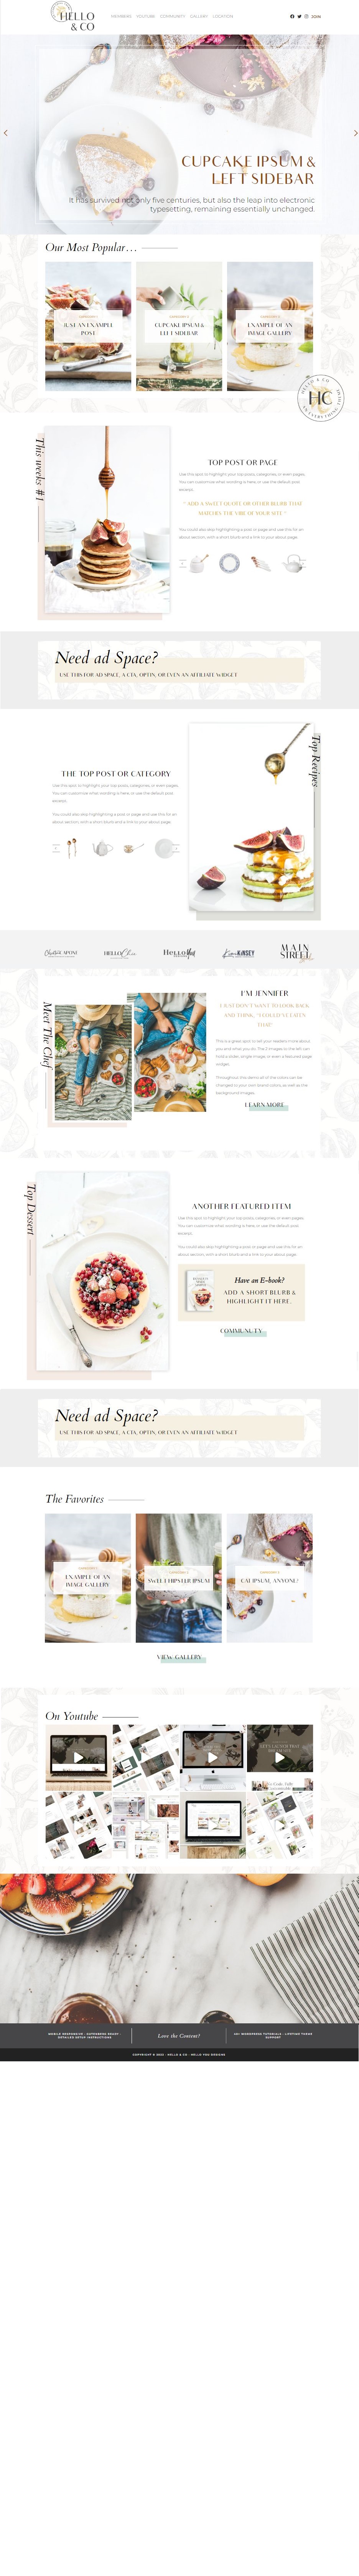 HELLO
& CO
MEMBERS YOUTUBE COMMUNITY GALLERY LOCATION
JOIN
CUPCAKE IPSUM &
LEFT SIDEBAR
It has survived not only five centuries, but also the leap into electronic
typesetting, remaining essentially unchanged.
Our Most Popular...
JUST AN EXAMPLE
POST
CUPCAKE IPSUM &
LEFT SIDEBAR
EXAMPLE OF AN
IMAGE GALLERY
HELLO & CO
HC
AN EVERYTHING THEME
This weeks #1
TOP POST OR PAGE
Use this spot to highlight your top posts, categories, or even pages.
You can customize what wording is here, or use the default post
excerpt.
" ADD A SWEET QUOTE OR OTHER BLURB THAT
MATCHES THE VIBE OF YOUR SITE "
You could also skip highlighting a post or page and use this for an
about section, with a short blurb and a link to your about page.
Need ad Space?
USE THIS FOR AD SPACE, A CTA, OPTIN, OR EVEN AN AFFILIATE WIDGET
Top Recipes
THE TOP POST OR CATEGORY
Use this spot to highlight your top posts, categories, or even pages.
You can customize what wording is here, or use the default post
excerpt.
You could also skip highlighting a post or page and use this for an
about section, with a short blurb and a link to your about page.
HELLO
Hello
KINSEY
MAIN
STREET
Meet The Chef
I'M JENNIFER
I JUST DON'T WANT TO LOOK BACK
AND THINK, "I COULD'VE EATEN
THAT."
This is a great spot to tell your readers more about
you and what you do. The 2 images to the left can
hold a slider, single image, or even a featured page
widget.
Throughout this demo all of the colors can be
changed to your own brand colors, as well as the
background images.
LEARN MORE
Top Dessert
ANOTHER FEATURED ITEM
Use this spot to highlight your top posts, categories, or even pages.
You can customize what wording is here, or use the default post
excerpt.
You could also skip highlighting a post or page and use this for an
about section, with a short blurb and a link to your about page.
Have an E-book?
ADD A SHORT BLURB &
HIGHLIGHT IT HERE.
COMMUNITY
Need ad Space?
USE THIS FOR AD SPACE, A CTA, OPTIN, OR EVEN AN AFFILIATE WIDGET
The Favorites
EXAMPLE OF AN
IMAGE GALLERY
SWEET HIPSTER IPSUM
CAT IPSUM, ANYONE?
VIEW GALLERY
On Youtube
MOBILE RESPONSIVE - GUTENBERG READY -
DETAILED SETUP INSTRUCTIONS
Love the Content?
COPYRIGHT © 2023 · HELLO & CO · HELLO YOU DESIGNS